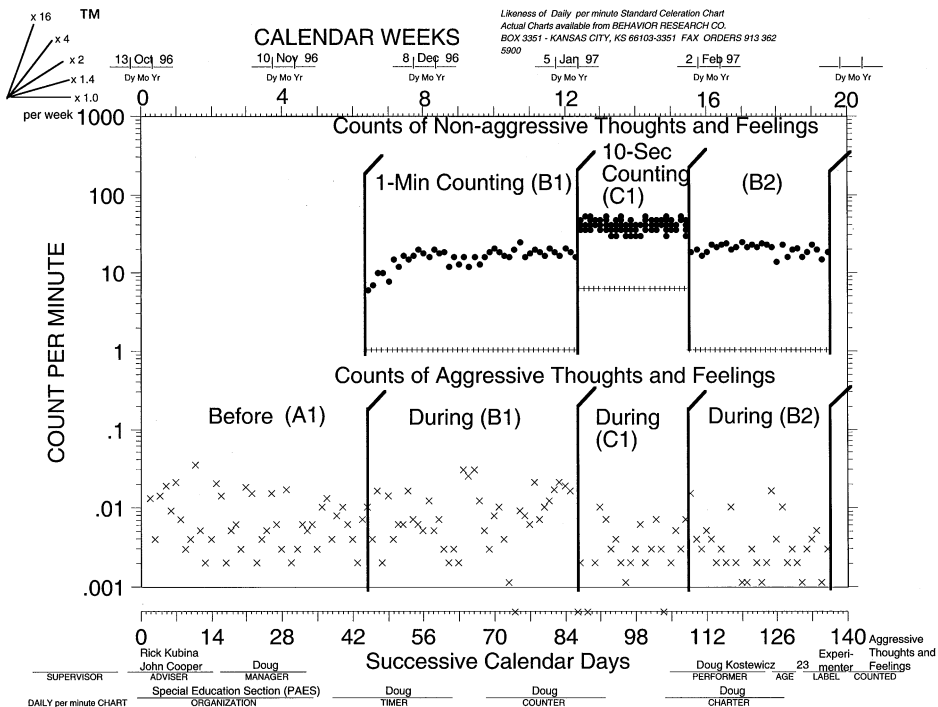 TM
x 16
x 4
x 2
x 1.4
x 1.0
per week
Likeness of Daily per minute Standard Celeration Chart
Actual Charts available from BEHAVIOR RESEARCH CO.
BOX 3351 - KANSAS CITY, KS 66103-3351 FAX ORDERS 913 362
5900
CALENDAR WEEKS
13 Oct 96 10 Nov 96 8 Dec 96 5 Jan 97 2 Feb 97
Dy Mo Yr Dy Mo Yr Dy Mo Yr Dy Mo Yr Dy Mo Yr Dy Mo Yr
0 4 8 12 16 20
COUNT PER MINUTE
1000
100
10
1
.1
.01
.001
Counts of Non-aggressive Thoughts and Feelings
1-Min Counting (B1)
10-Sec
Counting
(C1)
(B2)
Counts of Aggressive Thoughts and Feelings
Before (A1)
During (B1)
During
(C1)
During (B2)
0 14 28 42 56 70 84 98 112 126 140
Successive Calendar Days
Rick Kubina
John Cooper
Doug
Doug Kostewicz
23
Experi-
menter
Aggressive
Thoughts and
Feelings
SUPERVISOR ADVISER MANAGER PERFORMER AGE LABEL COUNTED
Special Education Section (PAES) Doug Doug Doug
DAILY per minute CHART ORGANIZATION TIMER COUNTER CHARTER